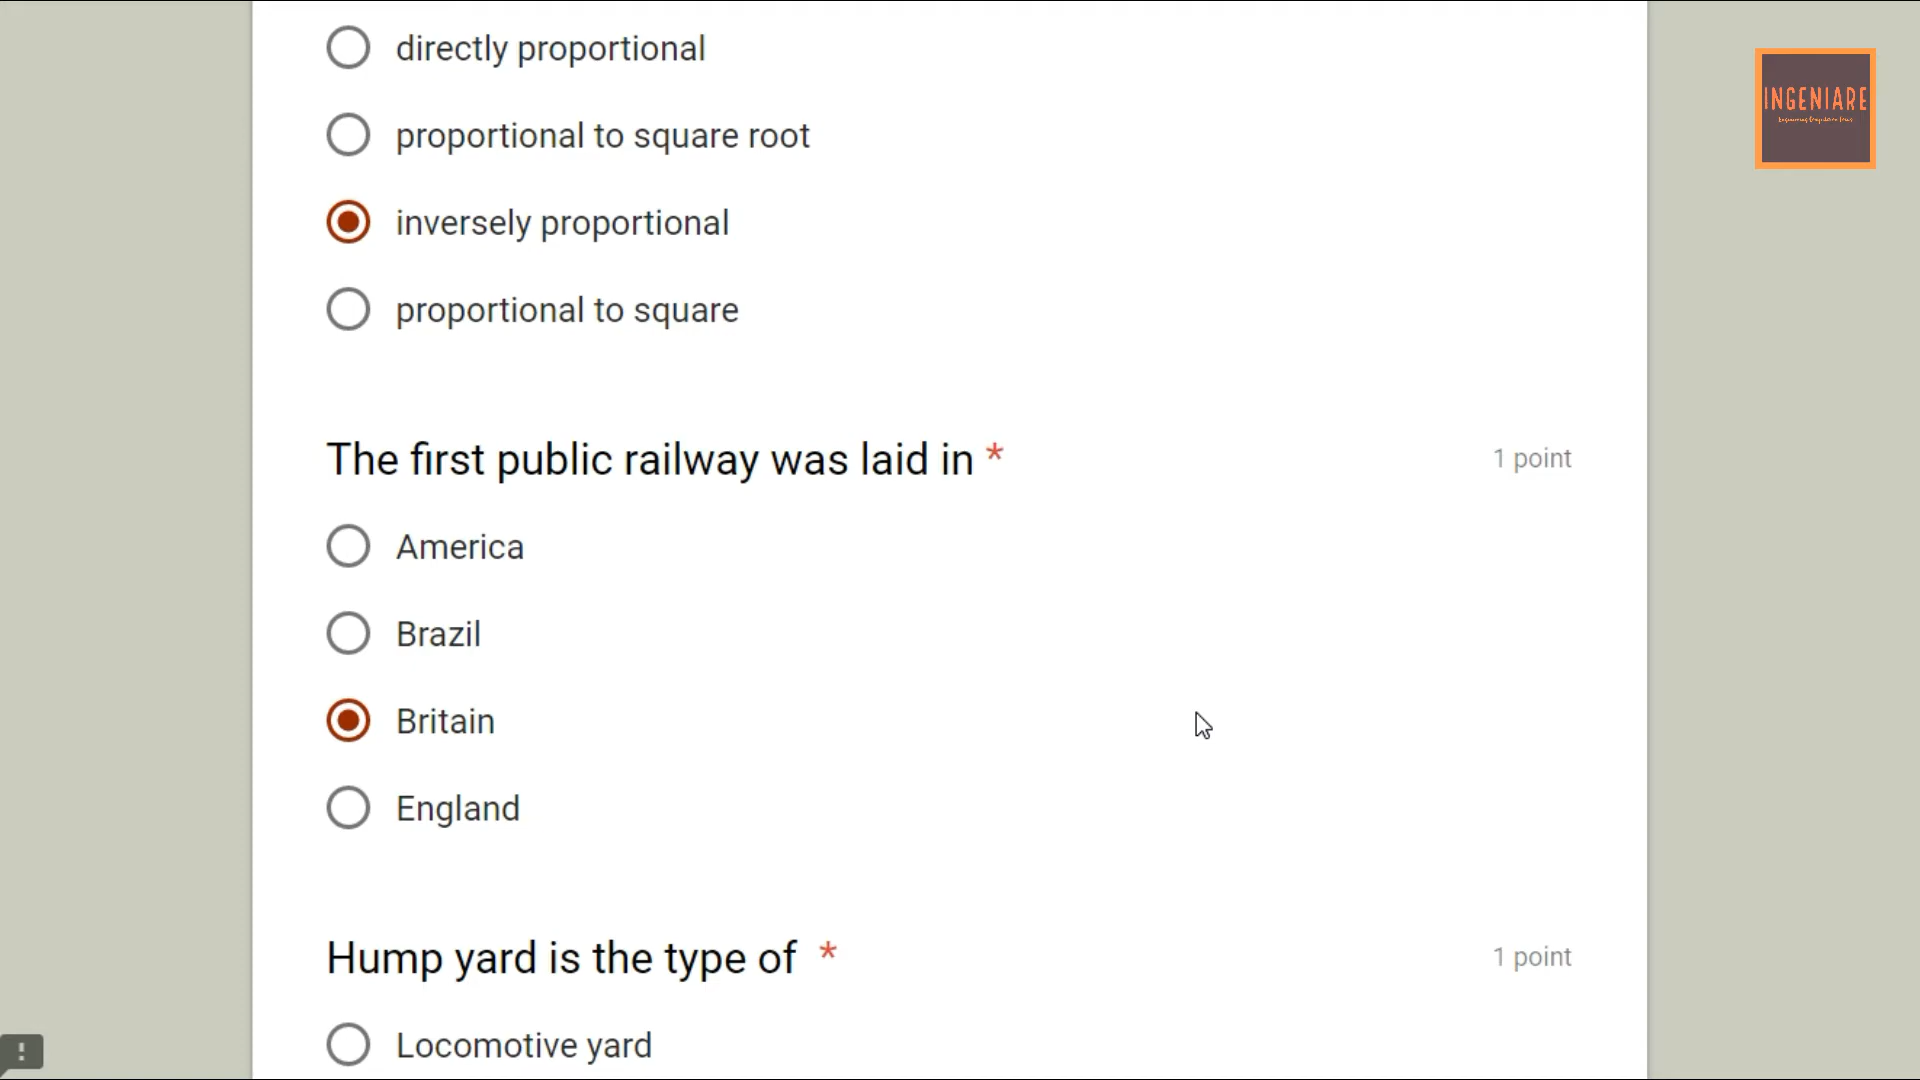 directly proportional
proportional to square root
inversely proportional
proportional to square
The first public railway was laid in *
1 point
America
Brazil
Britain
England
Hump yard is the type of *
1 point
Locomotive yard
INGENIARE